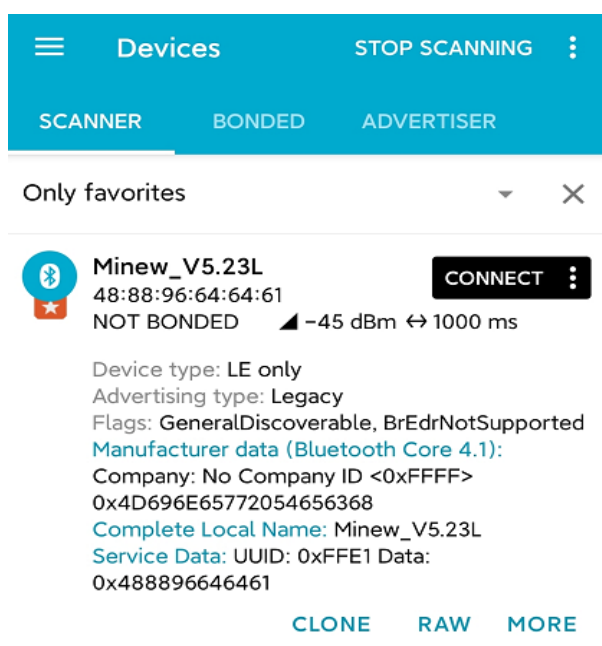 Devices STOP SCANNING
SCANNER BONDED ADVERTISER
Only favorites
Minew_V5.23L
CONNECT
48:88:96:64:64:61
NOT BONDED -45 dBm ↔ 1000 ms
Device type: LE only
Advertising type: Legacy
Flags: GeneralDiscoverable, BrEdrNotSupported
Manufacturer data (Bluetooth Core 4.1):
Company: No Company ID <0xFFFF>
0x4D696E65772054656368
Complete Local Name: Minew_V5.23L
Service Data: UUID: 0xFFE1 Data:
0x488896646461
CLONE RAW MORE